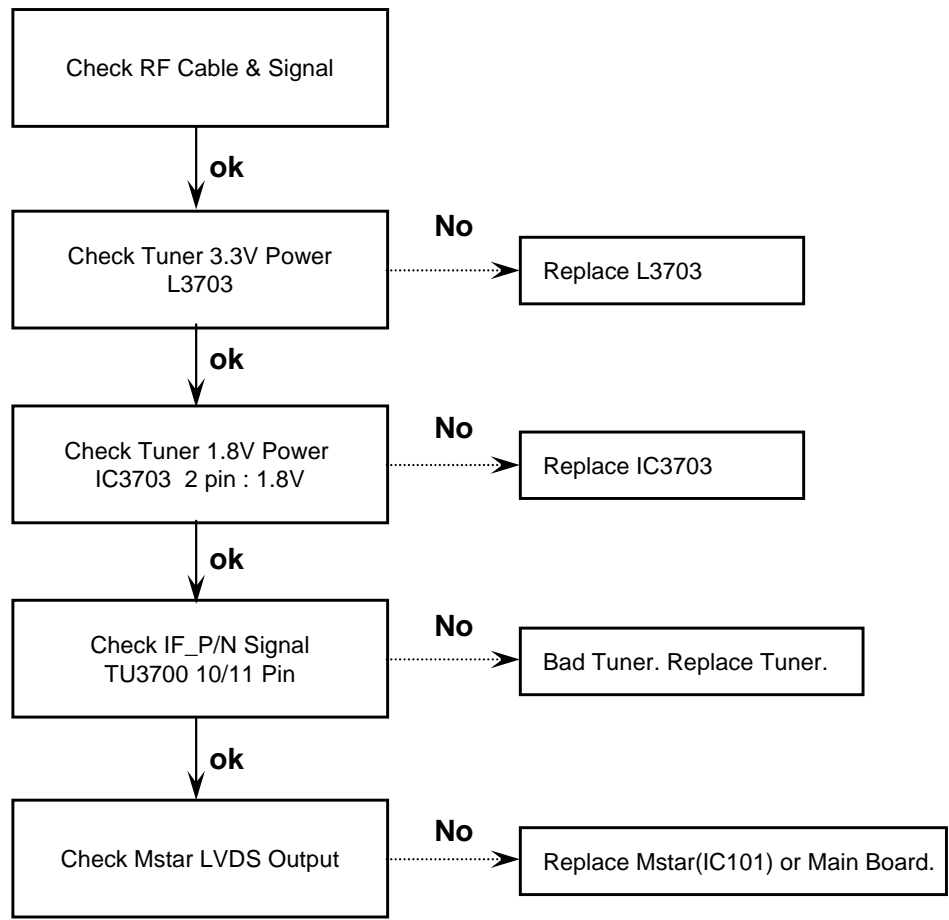 Check RF Cable & Signal
ok
Check Tuner 3.3V Power
L3703
No
Replace L3703
ok
Check Tuner 1.8V Power
IC3703  2 pin : 1.8V
No
Replace IC3703
ok
Check IF_P/N Signal
TU3700 10/11 Pin
No
Bad Tuner. Replace Tuner.
ok
Check Mstar LVDS Output
No
Replace Mstar(IC101) or Main Board.